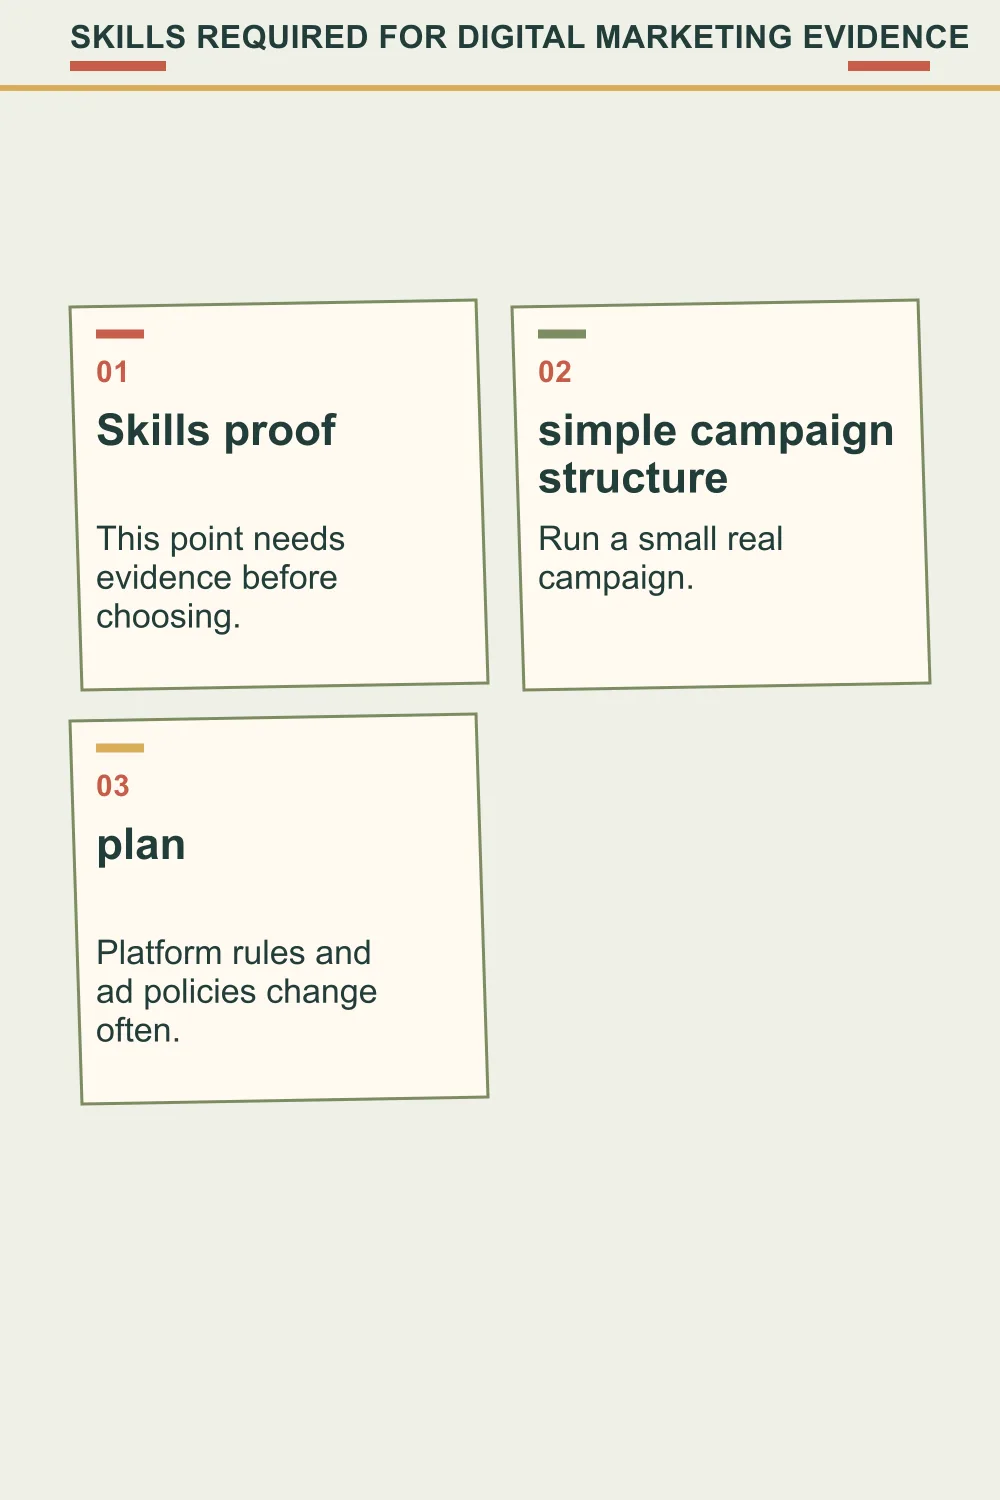 SKILLS REQUIRED FOR DIGITAL MARKETING EVIDENCE
01
Skills proof
This point needs
evidence before
choosing.
02
simple campaign
structure
Run a small real
campaign.
03
plan
Platform rules and
ad policies change
often.